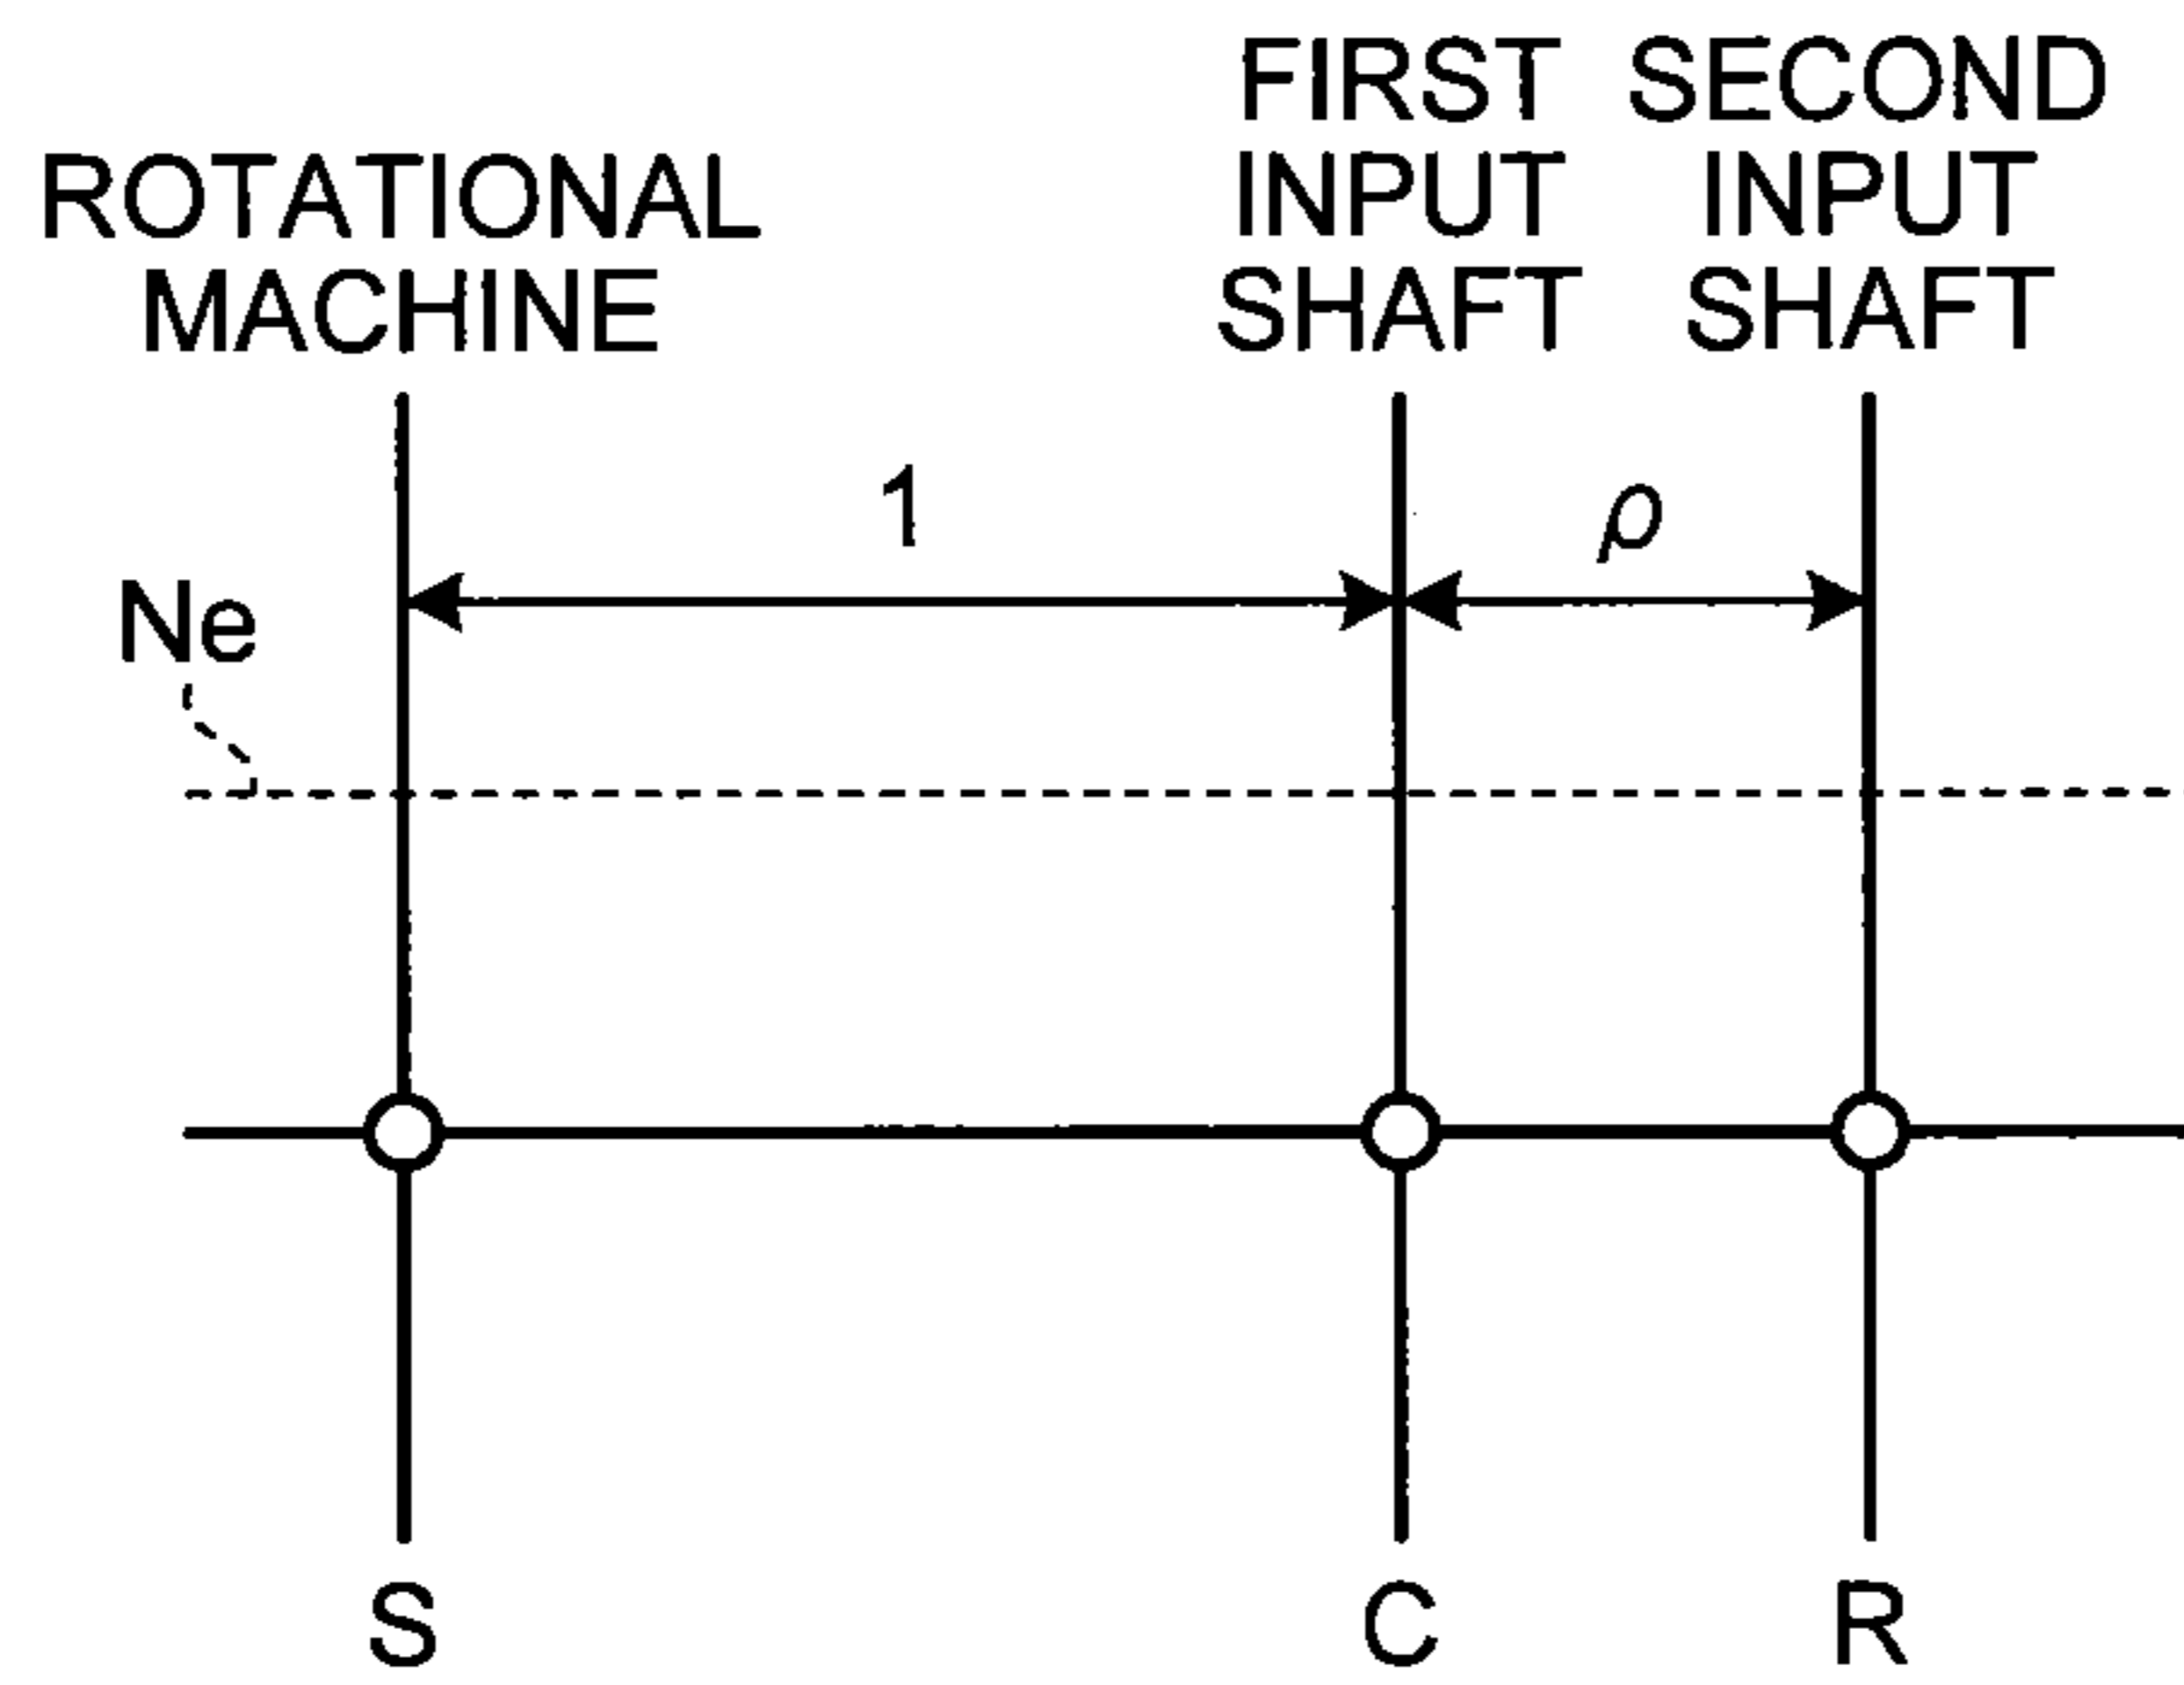 ROTATIONAL
MACHINE
FIRST
INPUT
SHAFT
SECOND
INPUT
SHAFT
1
ρ
Ne
S
C
R